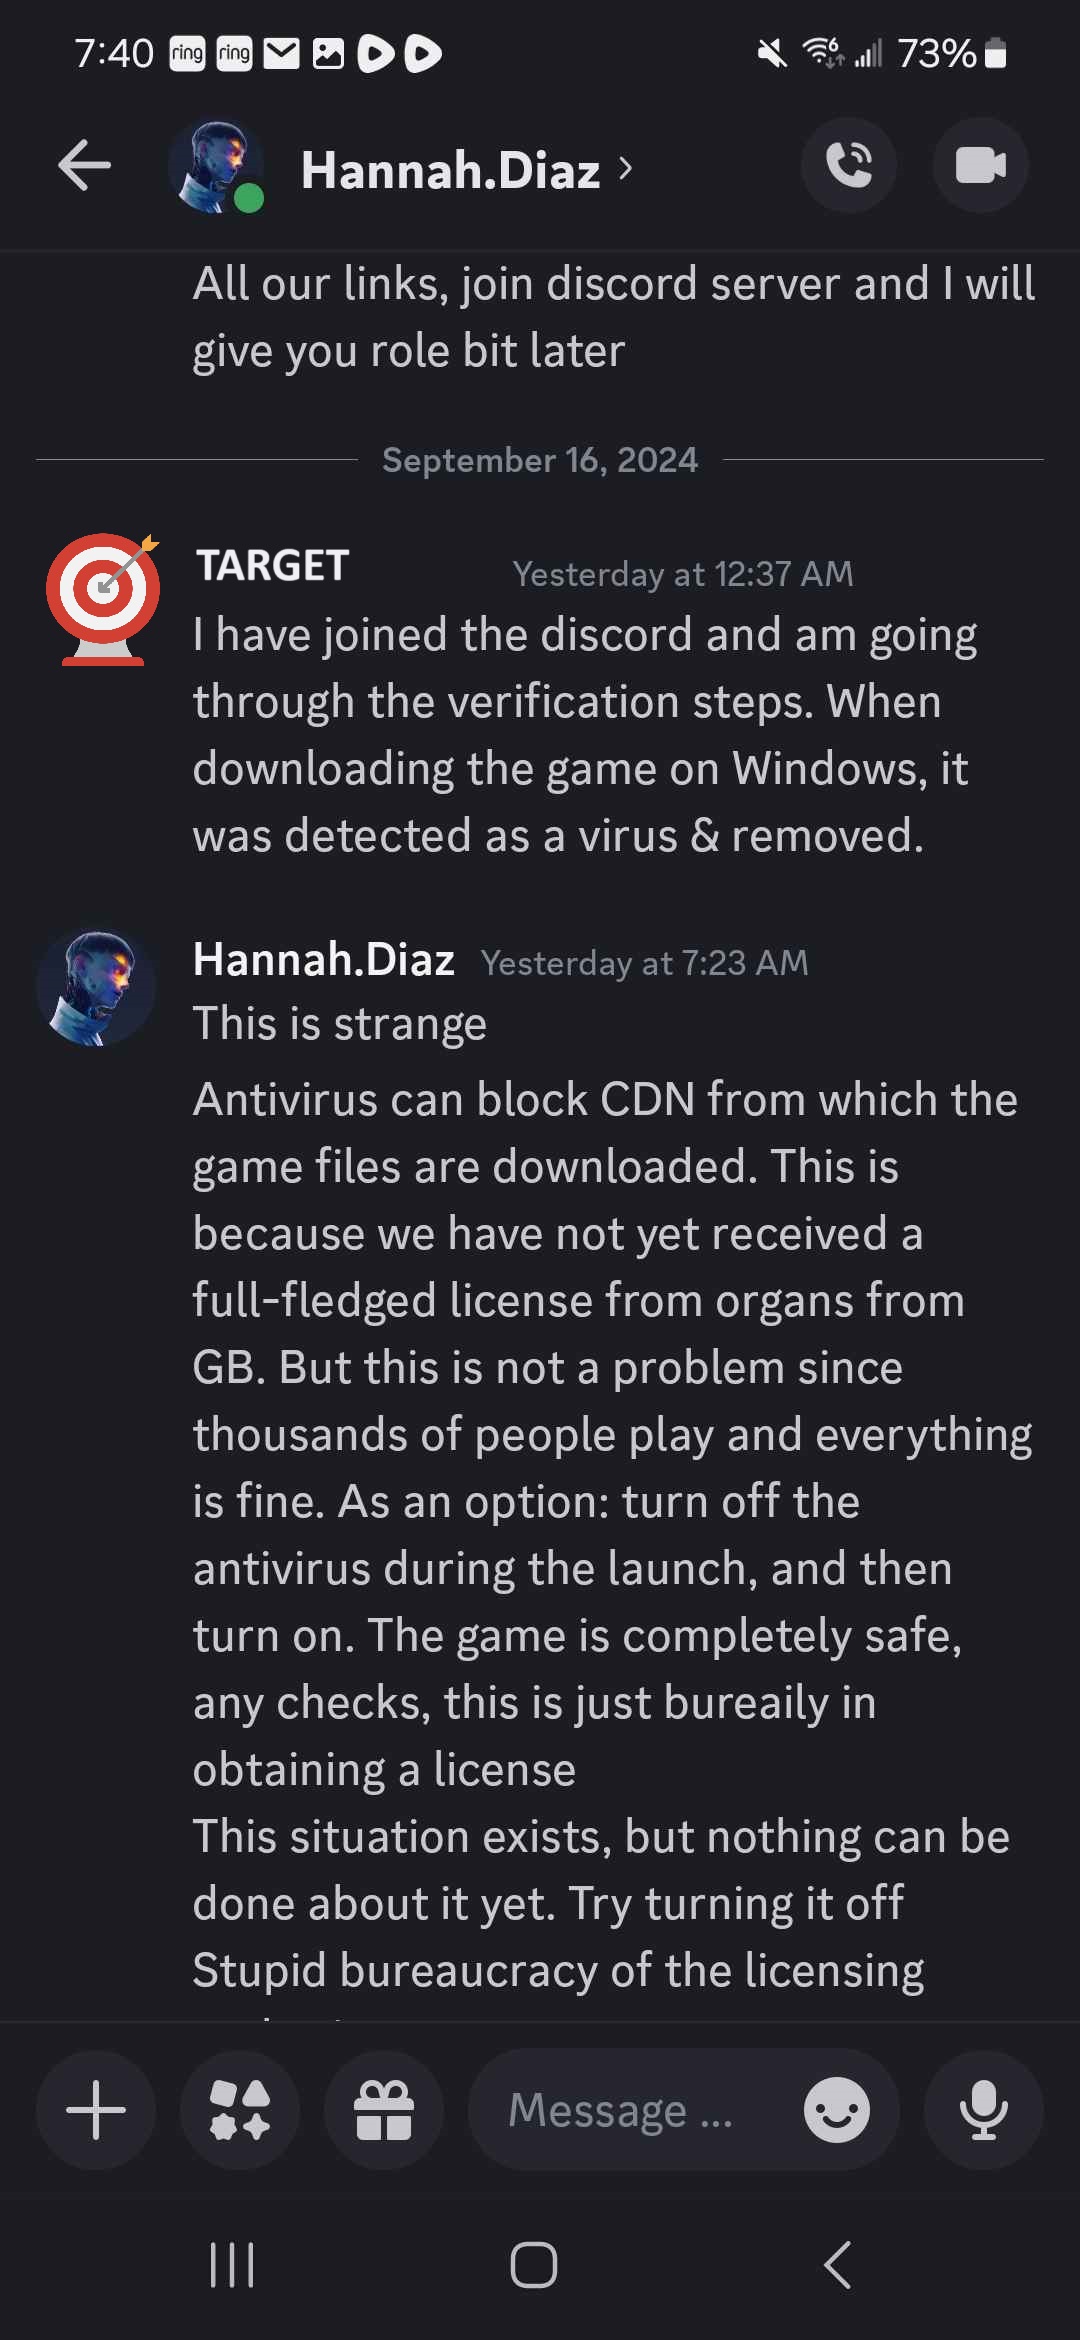 7:40 ring ring 6 73%
Hannah.Diaz
All our links, join discord server and I will
give you role bit later
September 16, 2024
TARGET Yesterday at 12:37 AM
I have joined the discord and am going
through the verification steps. When
downloading the game on Windows, it
was detected as a virus & removed.
Hannah.Diaz Yesterday at 7:23 AM
This is strange
Antivirus can block CDN from which the
game files are downloaded. This is
because we have not yet received a
full-fledged license from organs from
GB. But this is not a problem since
thousands of people play and everything
is fine. As an option: turn off the
antivirus during the launch, and then
turn on. The game is completely safe,
any checks, this is just bureaily in
obtaining a license
This situation exists, but nothing can be
done about it yet. Try turning it off
Stupid bureaucracy of the licensing
Message ...